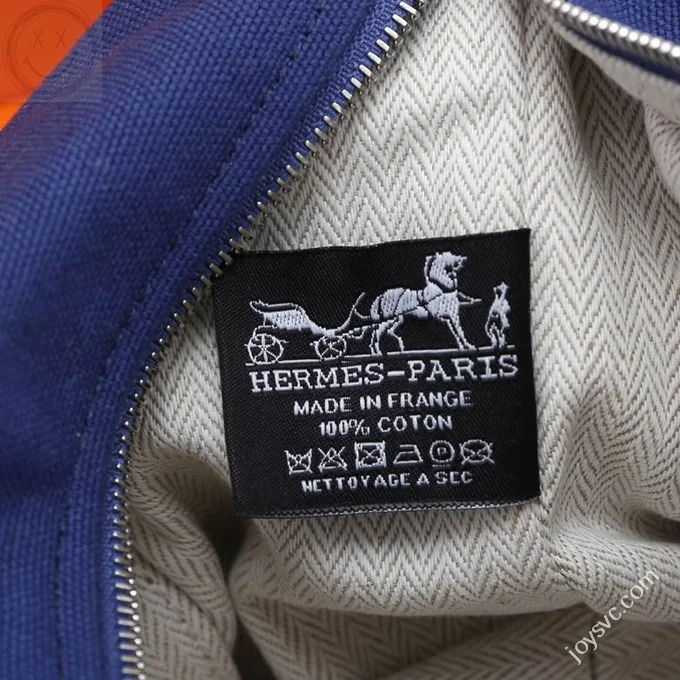 HERMES-PARIS
MADE IN FRANGE
100% COTON
NETTOYAGE A SEC
joysvc.com